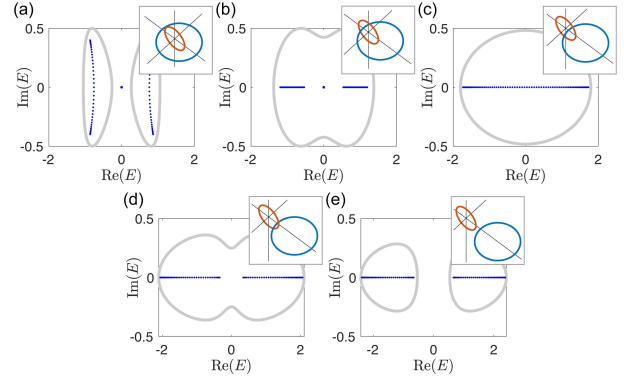 (a) (b) (c)
0.5 0.5 0.5
Im(E) Im(E) Im(E)
0 0 0
-0.5 -0.5 -0.5
-2 0 2 -2 0 2 -2 0 2
Re(E) Re(E) Re(E)
(d) (e)
0.5 0.5
Im(E) Im(E)
0 0
-0.5 -0.5
-2 0 2 -2 0 2
Re(E) Re(E)